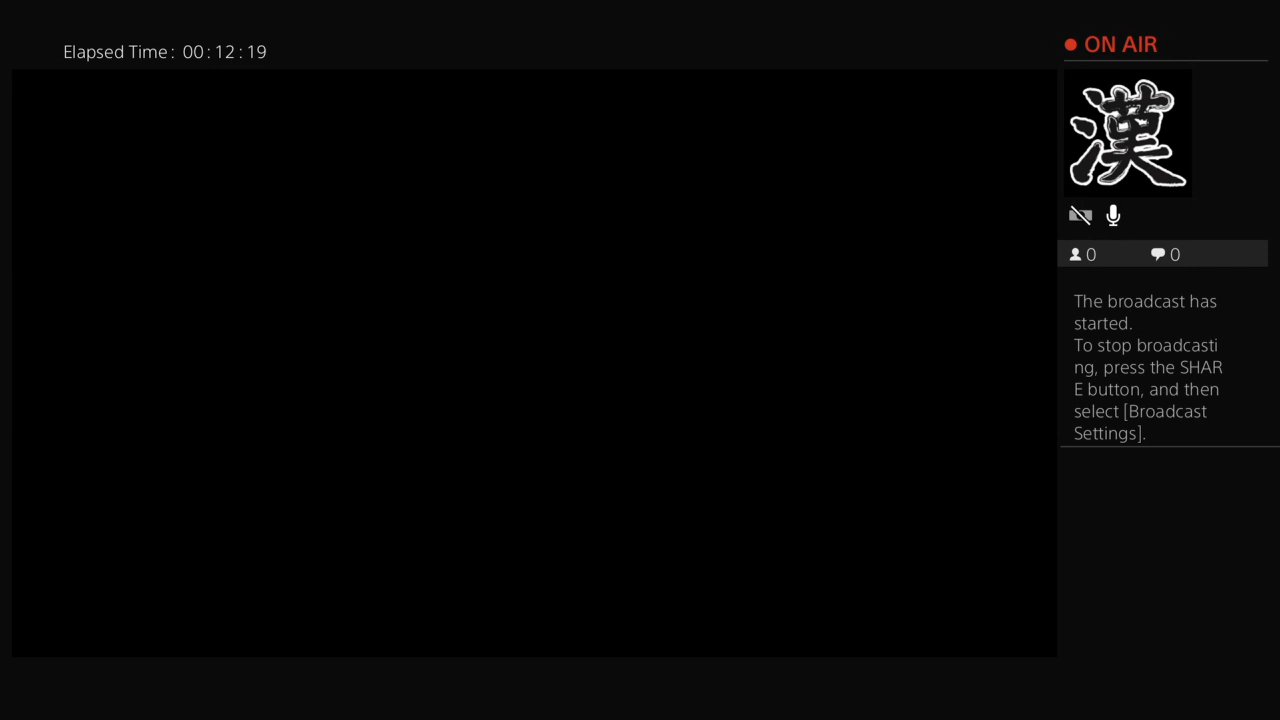 Elapsed Time: 00:12:19
ON AIR
漢
0 0
The broadcast has
started.
To stop broadcasti
ng, press the SHAR
E button, and then
select [Broadcast
Settings].